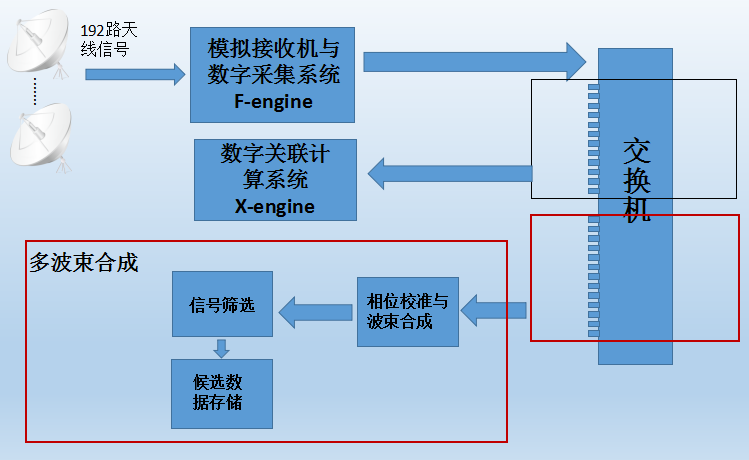 192路天
线信号
模拟接收机与
数字采集系统
F-engine
数字关联计
算系统
X-engine
交
换
机
多波束合成
信号筛选
相位校准与
波束合成
候选数
据存储